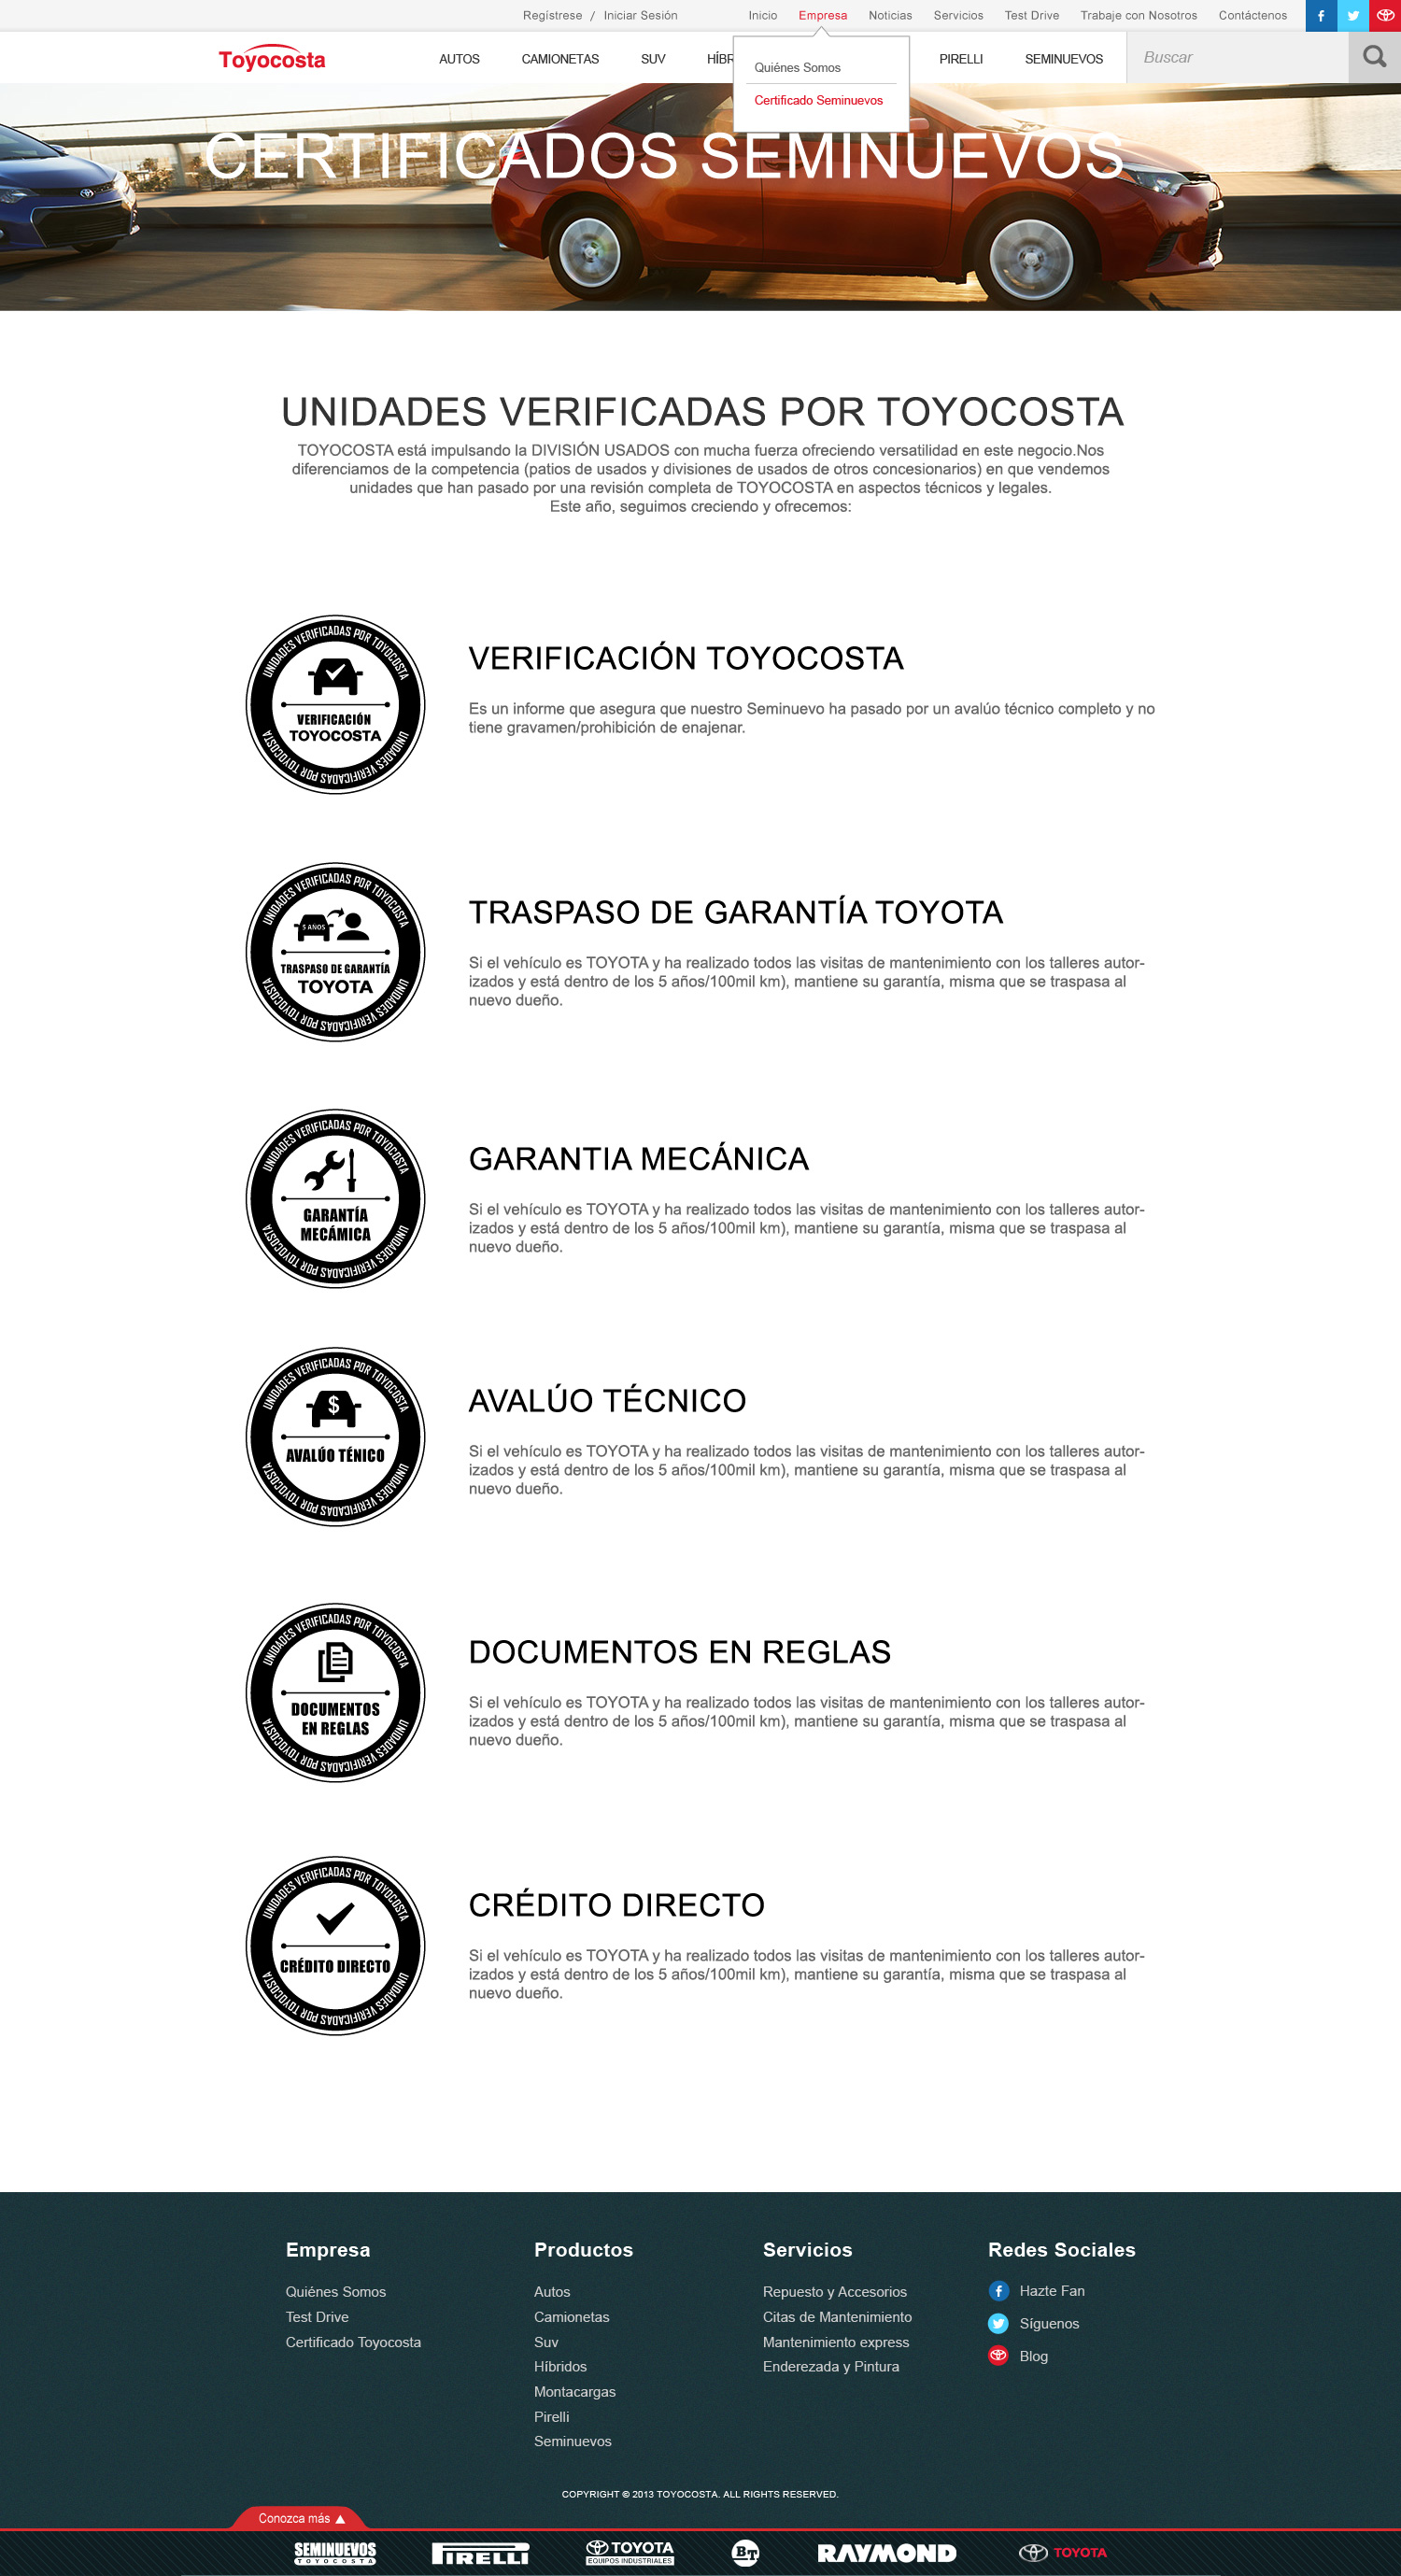 Regístrese / Iniciar Sesión
Inicio Empresa Noticias Servicios Test Drive Trabaje con Nosotros Contáctenos
Toyocosta
AUTOS CAMIONETAS SUV PIRELLI SEMINUEVOS
Buscar
Quiénes Somos
Certificado Seminuevos
CERTIFICADOS SEMINUEVOS
UNIDADES VERIFICADAS POR TOYOCOSTA
TOYOCOSTA está impulsando la DIVISIÓN USADOS con mucha fuerza ofreciendo versatilidad en este negocio.Nos
diferenciamos de la competencia (patios de usados y divisiones de usados de otros concesionarios) en que vendemos
unidades que han pasado por una revisión completa de TOYOCOSTA en aspectos técnicos y legales.
Este año, seguimos creciendo y ofrecemos:
UNIDADES VERIFICADAS POR TOYOCOSTA
VERIFICACIÓN
TOYOCOSTA
UNIDADES VERIFICADAS POR TOYOCOSTA
VERIFICACIÓN TOYOCOSTA
Es un informe que asegura que nuestro Seminuevo ha pasado por un avalúo técnico completo y no
tiene gravamen/prohibición de enajenar.
UNIDADES VERIFICADAS POR TOYOCOSTA
5 AÑOS
TRASPASO DE GARANTÍA
TOYOTA
UNIDADES VERIFICADAS POR TOYOCOSTA
TRASPASO DE GARANTÍA TOYOTA
Si el vehículo es TOYOTA y ha realizado todos las visitas de mantenimiento con los talleres autor-
izados y está dentro de los 5 años/100mil km), mantiene su garantía, misma que se traspasa al
nuevo dueño.
UNIDADES VERIFICADAS POR TOYOCOSTA
GARANTÍA
MECÁMICA
UNIDADES VERIFICADAS POR TOYOCOSTA
GARANTIA MECÁNICA
Si el vehículo es TOYOTA y ha realizado todos las visitas de mantenimiento con los talleres autor-
izados y está dentro de los 5 años/100mil km), mantiene su garantía, misma que se traspasa al
nuevo dueño.
UNIDADES VERIFICADAS POR TOYOCOSTA
$
AVALÚO TÉNICO
UNIDADES VERIFICADAS POR TOYOCOSTA
AVALÚO TÉCNICO
Si el vehículo es TOYOTA y ha realizado todos las visitas de mantenimiento con los talleres autor-
izados y está dentro de los 5 años/100mil km), mantiene su garantía, misma que se traspasa al
nuevo dueño.
UNIDADES VERIFICADAS POR TOYOCOSTA
DOCUMENTOS
EN REGLAS
UNIDADES VERIFICADAS POR TOYOCOSTA
DOCUMENTOS EN REGLAS
Si el vehículo es TOYOTA y ha realizado todos las visitas de mantenimiento con los talleres autor-
izados y está dentro de los 5 años/100mil km), mantiene su garantía, misma que se traspasa al
nuevo dueño.
UNIDADES VERIFICADAS POR TOYOCOSTA
CRÉDITO DIRECTO
UNIDADES VERIFICADAS POR TOYOCOSTA
CRÉDITO DIRECTO
Si el vehículo es TOYOTA y ha realizado todos las visitas de mantenimiento con los talleres autor-
izados y está dentro de los 5 años/100mil km), mantiene su garantía, misma que se traspasa al
nuevo dueño.
Empresa
Quiénes Somos
Test Drive
Certificado Toyocosta
Productos
Autos
Camionetas
Suv
Híbridos
Montacargas
Pirelli
Seminuevos
Servicios
Repuesto y Accesorios
Citas de Mantenimiento
Mantenimiento express
Enderezada y Pintura
Redes Sociales
Hazte Fan
Síguenos
Blog
COPYRIGHT © 2013 TOYOCOSTA. ALL RIGHTS RESERVED.
Conozca más
SEMINUEVOS
TOYOCOSTA
PIRELLI
TOYOTA
EQUIPOS INDUSTRIALES
BT
RAYMOND
TOYOTA